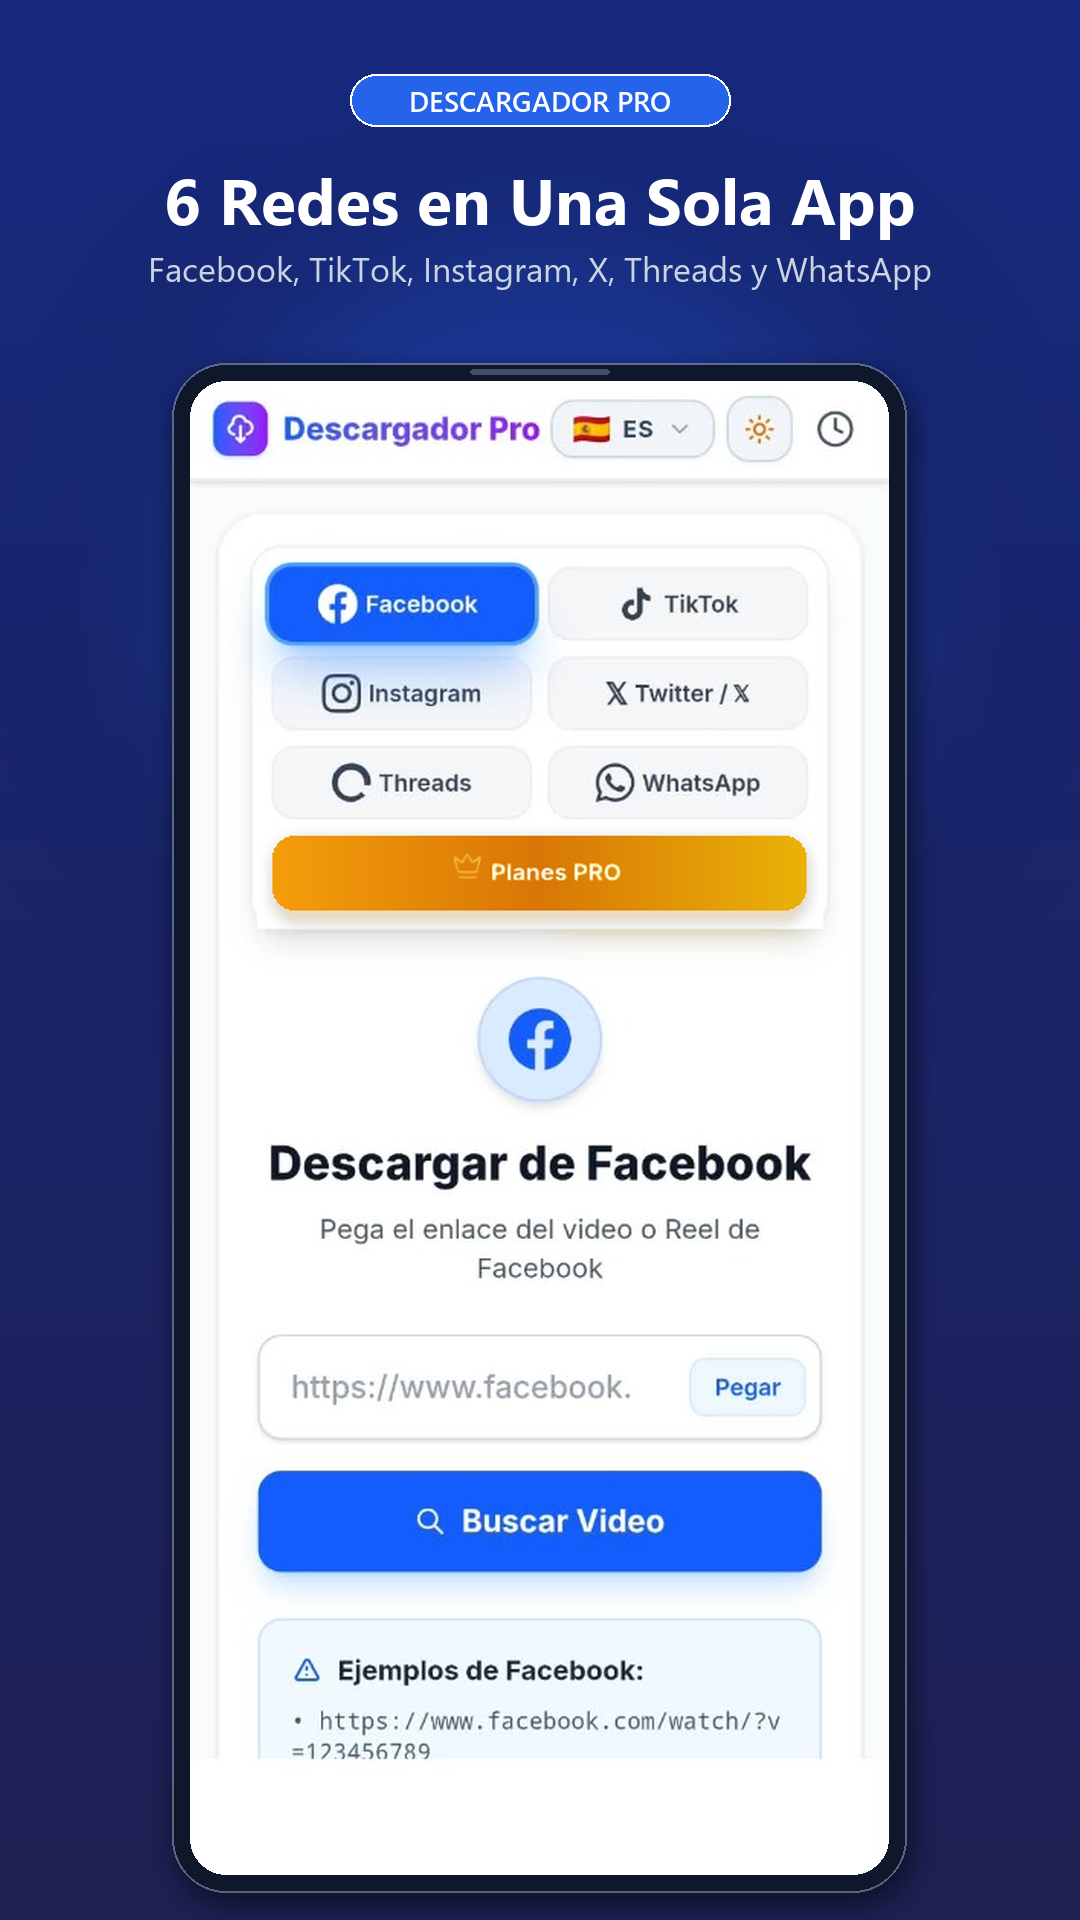 DESCARGADOR PRO
6 Redes en Una Sola App
Facebook, TikTok, Instagram, X, Threads y WhatsApp
Descargador Pro
ES
Facebook
TikTok
Instagram
𝕏 Twitter / 𝕏
Threads
WhatsApp
Planes PRO
Descargar de Facebook
Pega el enlace del video o Reel de
Facebook
https://www.facebook.
Pegar
Buscar Video
Ejemplos de Facebook:
• https://www.facebook.com/watch/?v
=123456789